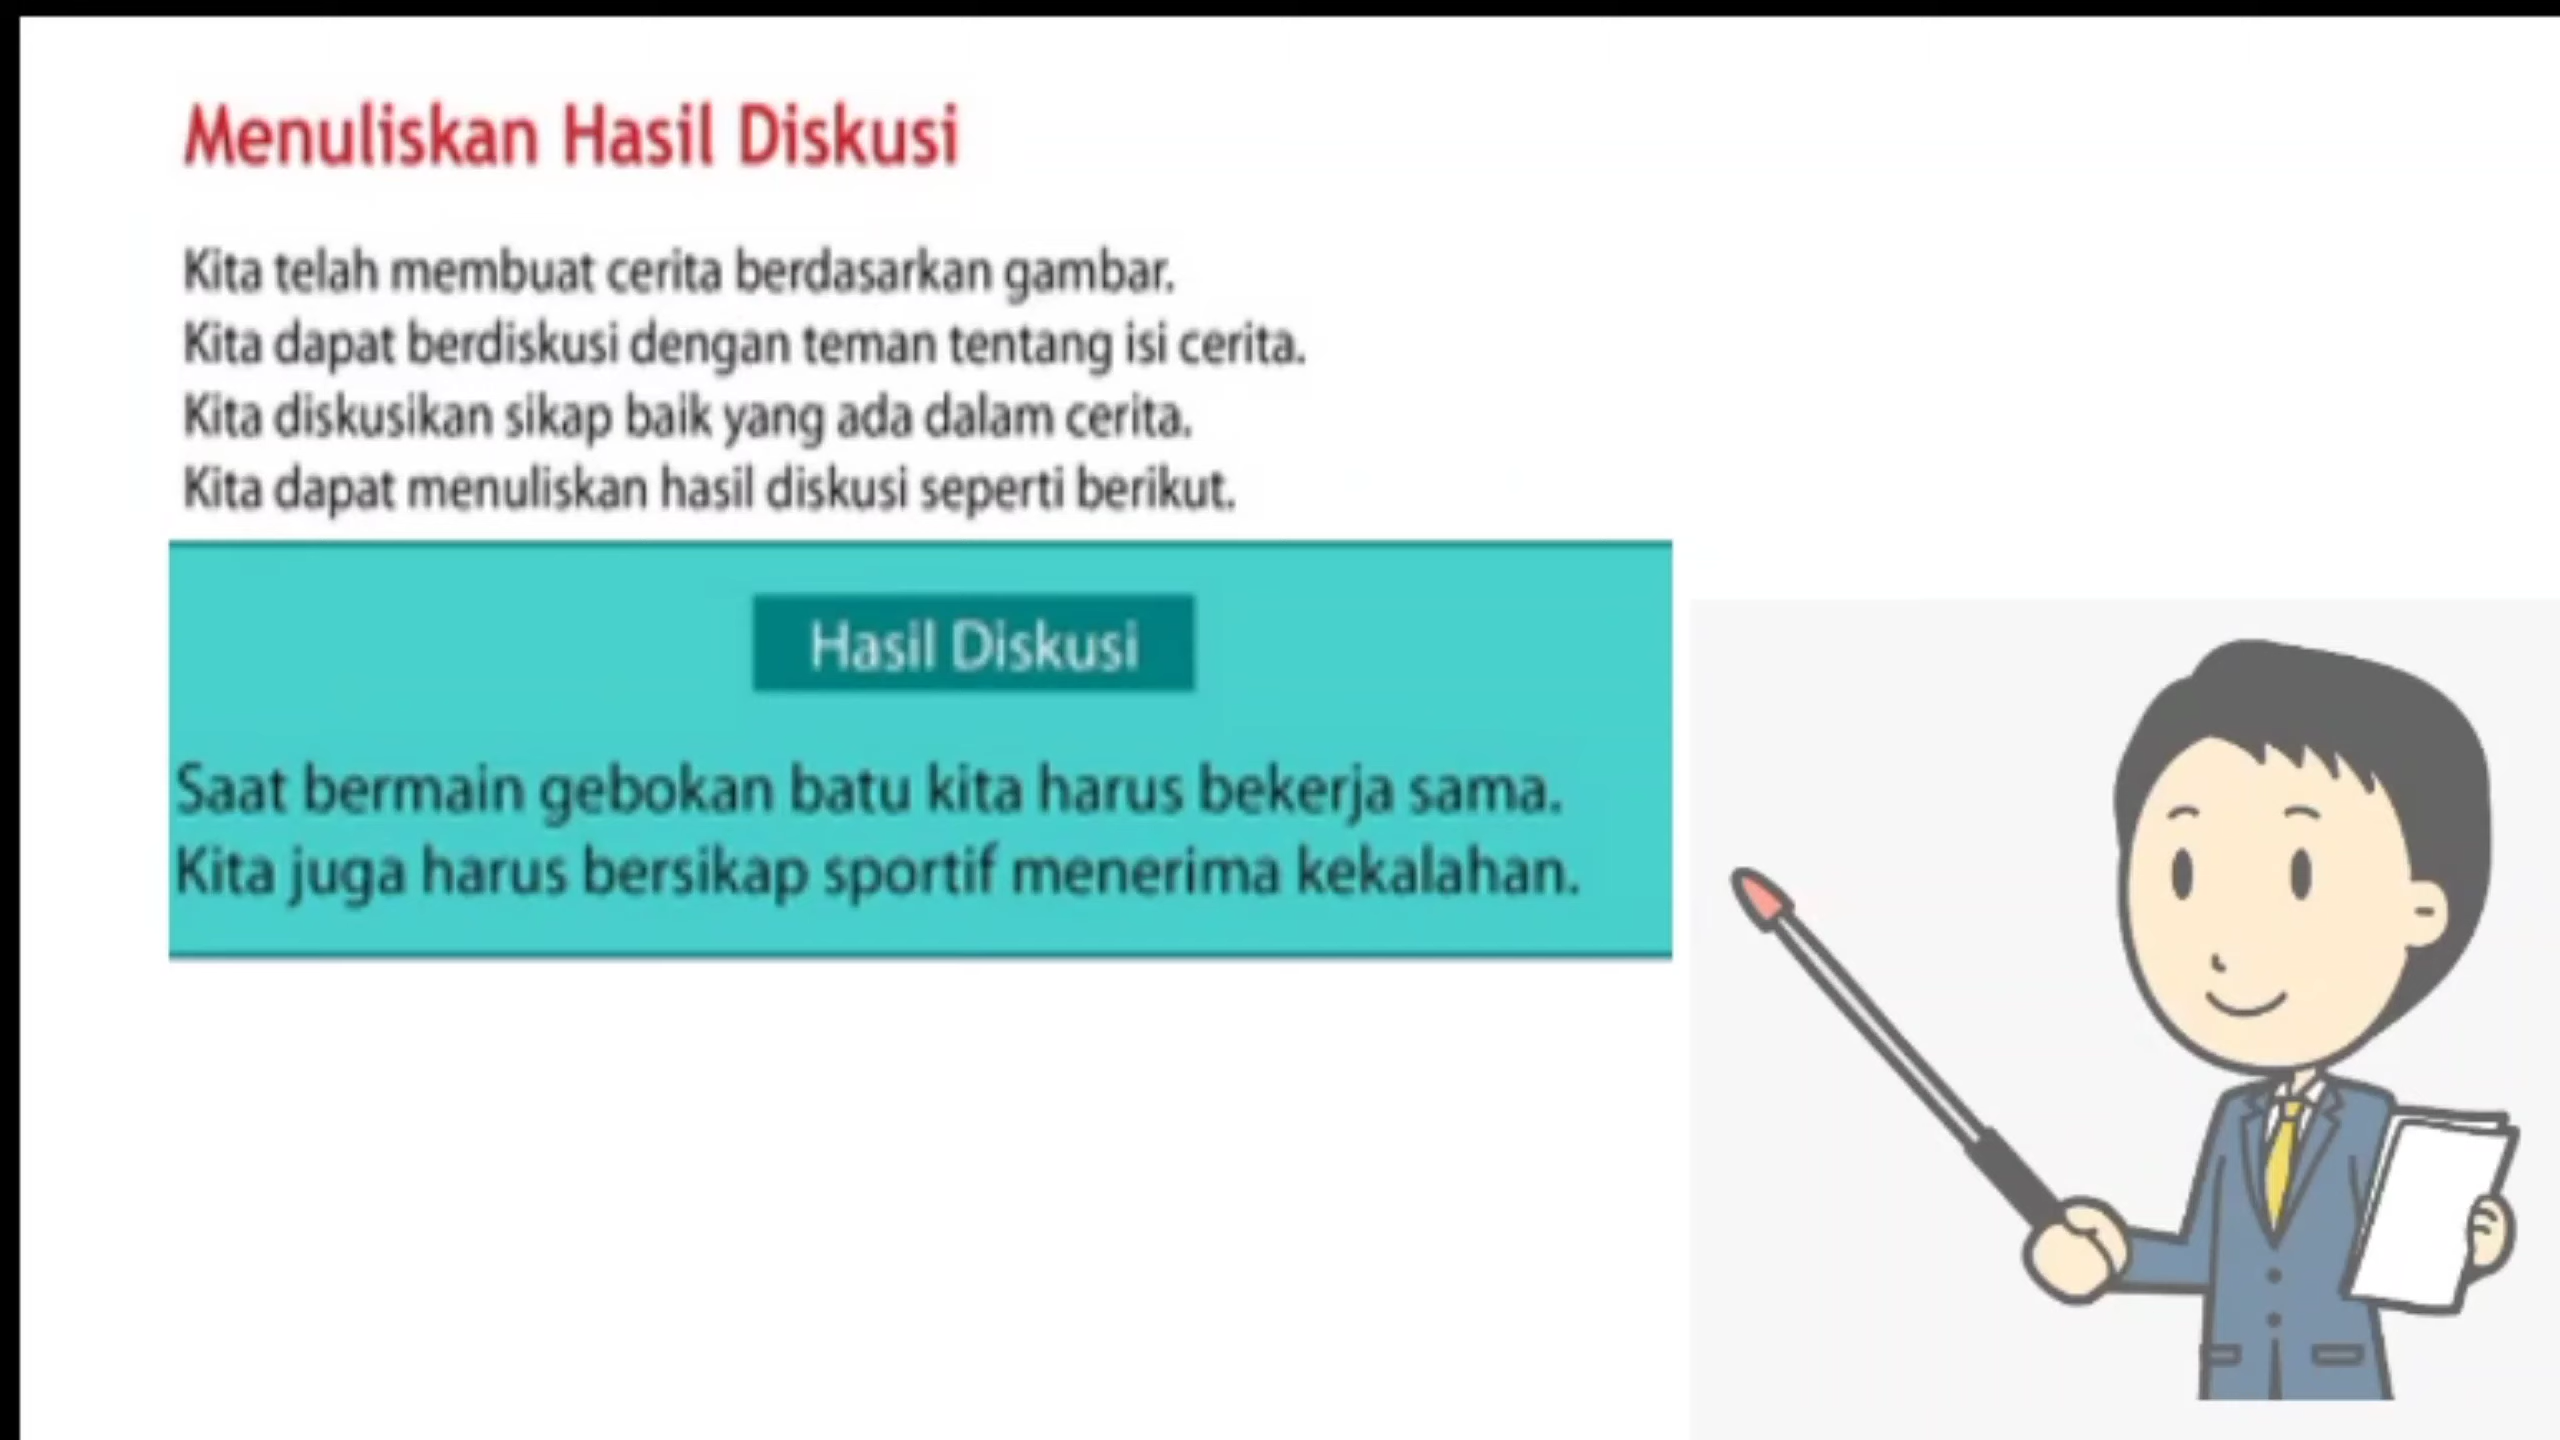 Menuliskan Hasil Diskusi
Kita telah membuat cerita berdasarkan gambar.
Kita dapat berdiskusi dengan teman tentang isi cerita.
Kita diskusikan sikap baik yang ada dalam cerita.
Kita dapat menuliskan hasil diskusi seperti berikut.
Hasil Diskusi
Saat bermain gebokan batu kita harus bekerja sama.
Kita juga harus bersikap sportif menerima kekalahan.